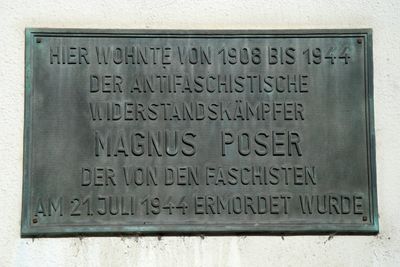 HIER WOHNTE VON 1908 BIS 1944
DER ANTIFASCHISTISCHE
WIDERSTANDSKÄMPFER
MAGNUS POSER
DER VON DEN FASCHISTEN
AM 21. JULI 1944 ERMORDET WURDE